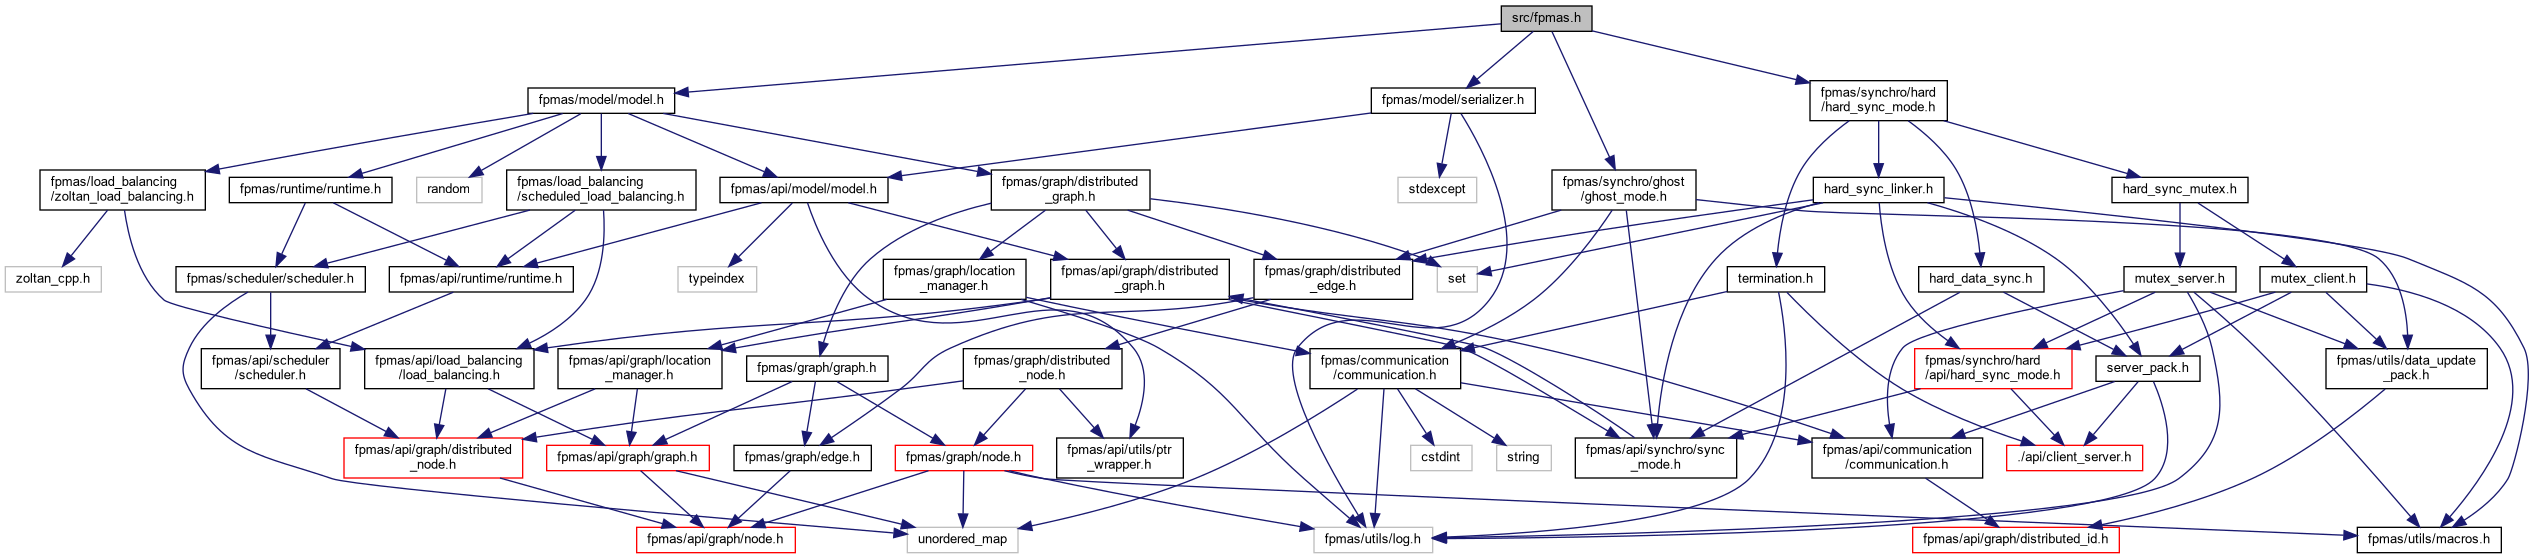 src/fpmas.h
fpmas/model/model.h
fpmas/model/serializer.h
fpmas/synchro/hard
/hard_sync_mode.h
fpmas/load_balancing
/zoltan_load_balancing.h
fpmas/runtime/runtime.h
random
fpmas/load_balancing
/scheduled_load_balancing.h
fpmas/api/model/model.h
fpmas/graph/distributed
_graph.h
stdexcept
fpmas/synchro/ghost
/ghost_mode.h
hard_sync_linker.h
hard_sync_mutex.h
zoltan_cpp.h
fpmas/scheduler/scheduler.h
fpmas/api/runtime/runtime.h
typeindex
fpmas/graph/location
_manager.h
fpmas/api/graph/distributed
_graph.h
fpmas/graph/distributed
_edge.h
set
termination.h
hard_data_sync.h
mutex_server.h
mutex_client.h
fpmas/api/scheduler
/scheduler.h
fpmas/api/load_balancing
/load_balancing.h
fpmas/api/graph/location
_manager.h
fpmas/graph/graph.h
fpmas/graph/distributed
_node.h
fpmas/communication
/communication.h
fpmas/synchro/hard
/api/hard_sync_mode.h
server_pack.h
fpmas/utils/data_update
_pack.h
fpmas/api/graph/distributed
_node.h
fpmas/api/graph/graph.h
fpmas/graph/edge.h
fpmas/graph/node.h
fpmas/api/utils/ptr
_wrapper.h
cstdint
string
fpmas/api/synchro/sync
_mode.h
fpmas/api/communication
/communication.h
./api/client_server.h
fpmas/api/graph/node.h
unordered_map
fpmas/utils/log.h
fpmas/api/graph/distributed_id.h
fpmas/utils/macros.h